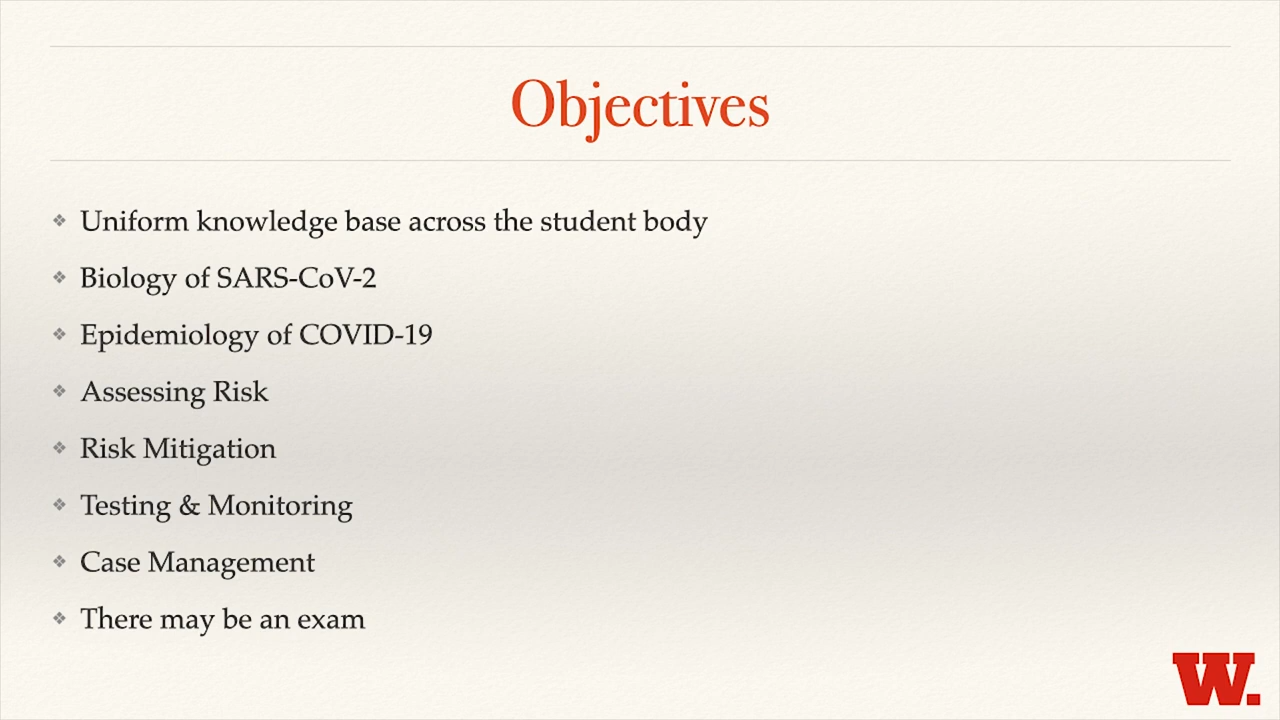 Objectives
Uniform knowledge base across the student body
Biology of SARS-CoV-2
Epidemiology of COVID-19
Assessing Risk
Risk Mitigation
Testing & Monitoring
Case Management
There may be an exam
W.